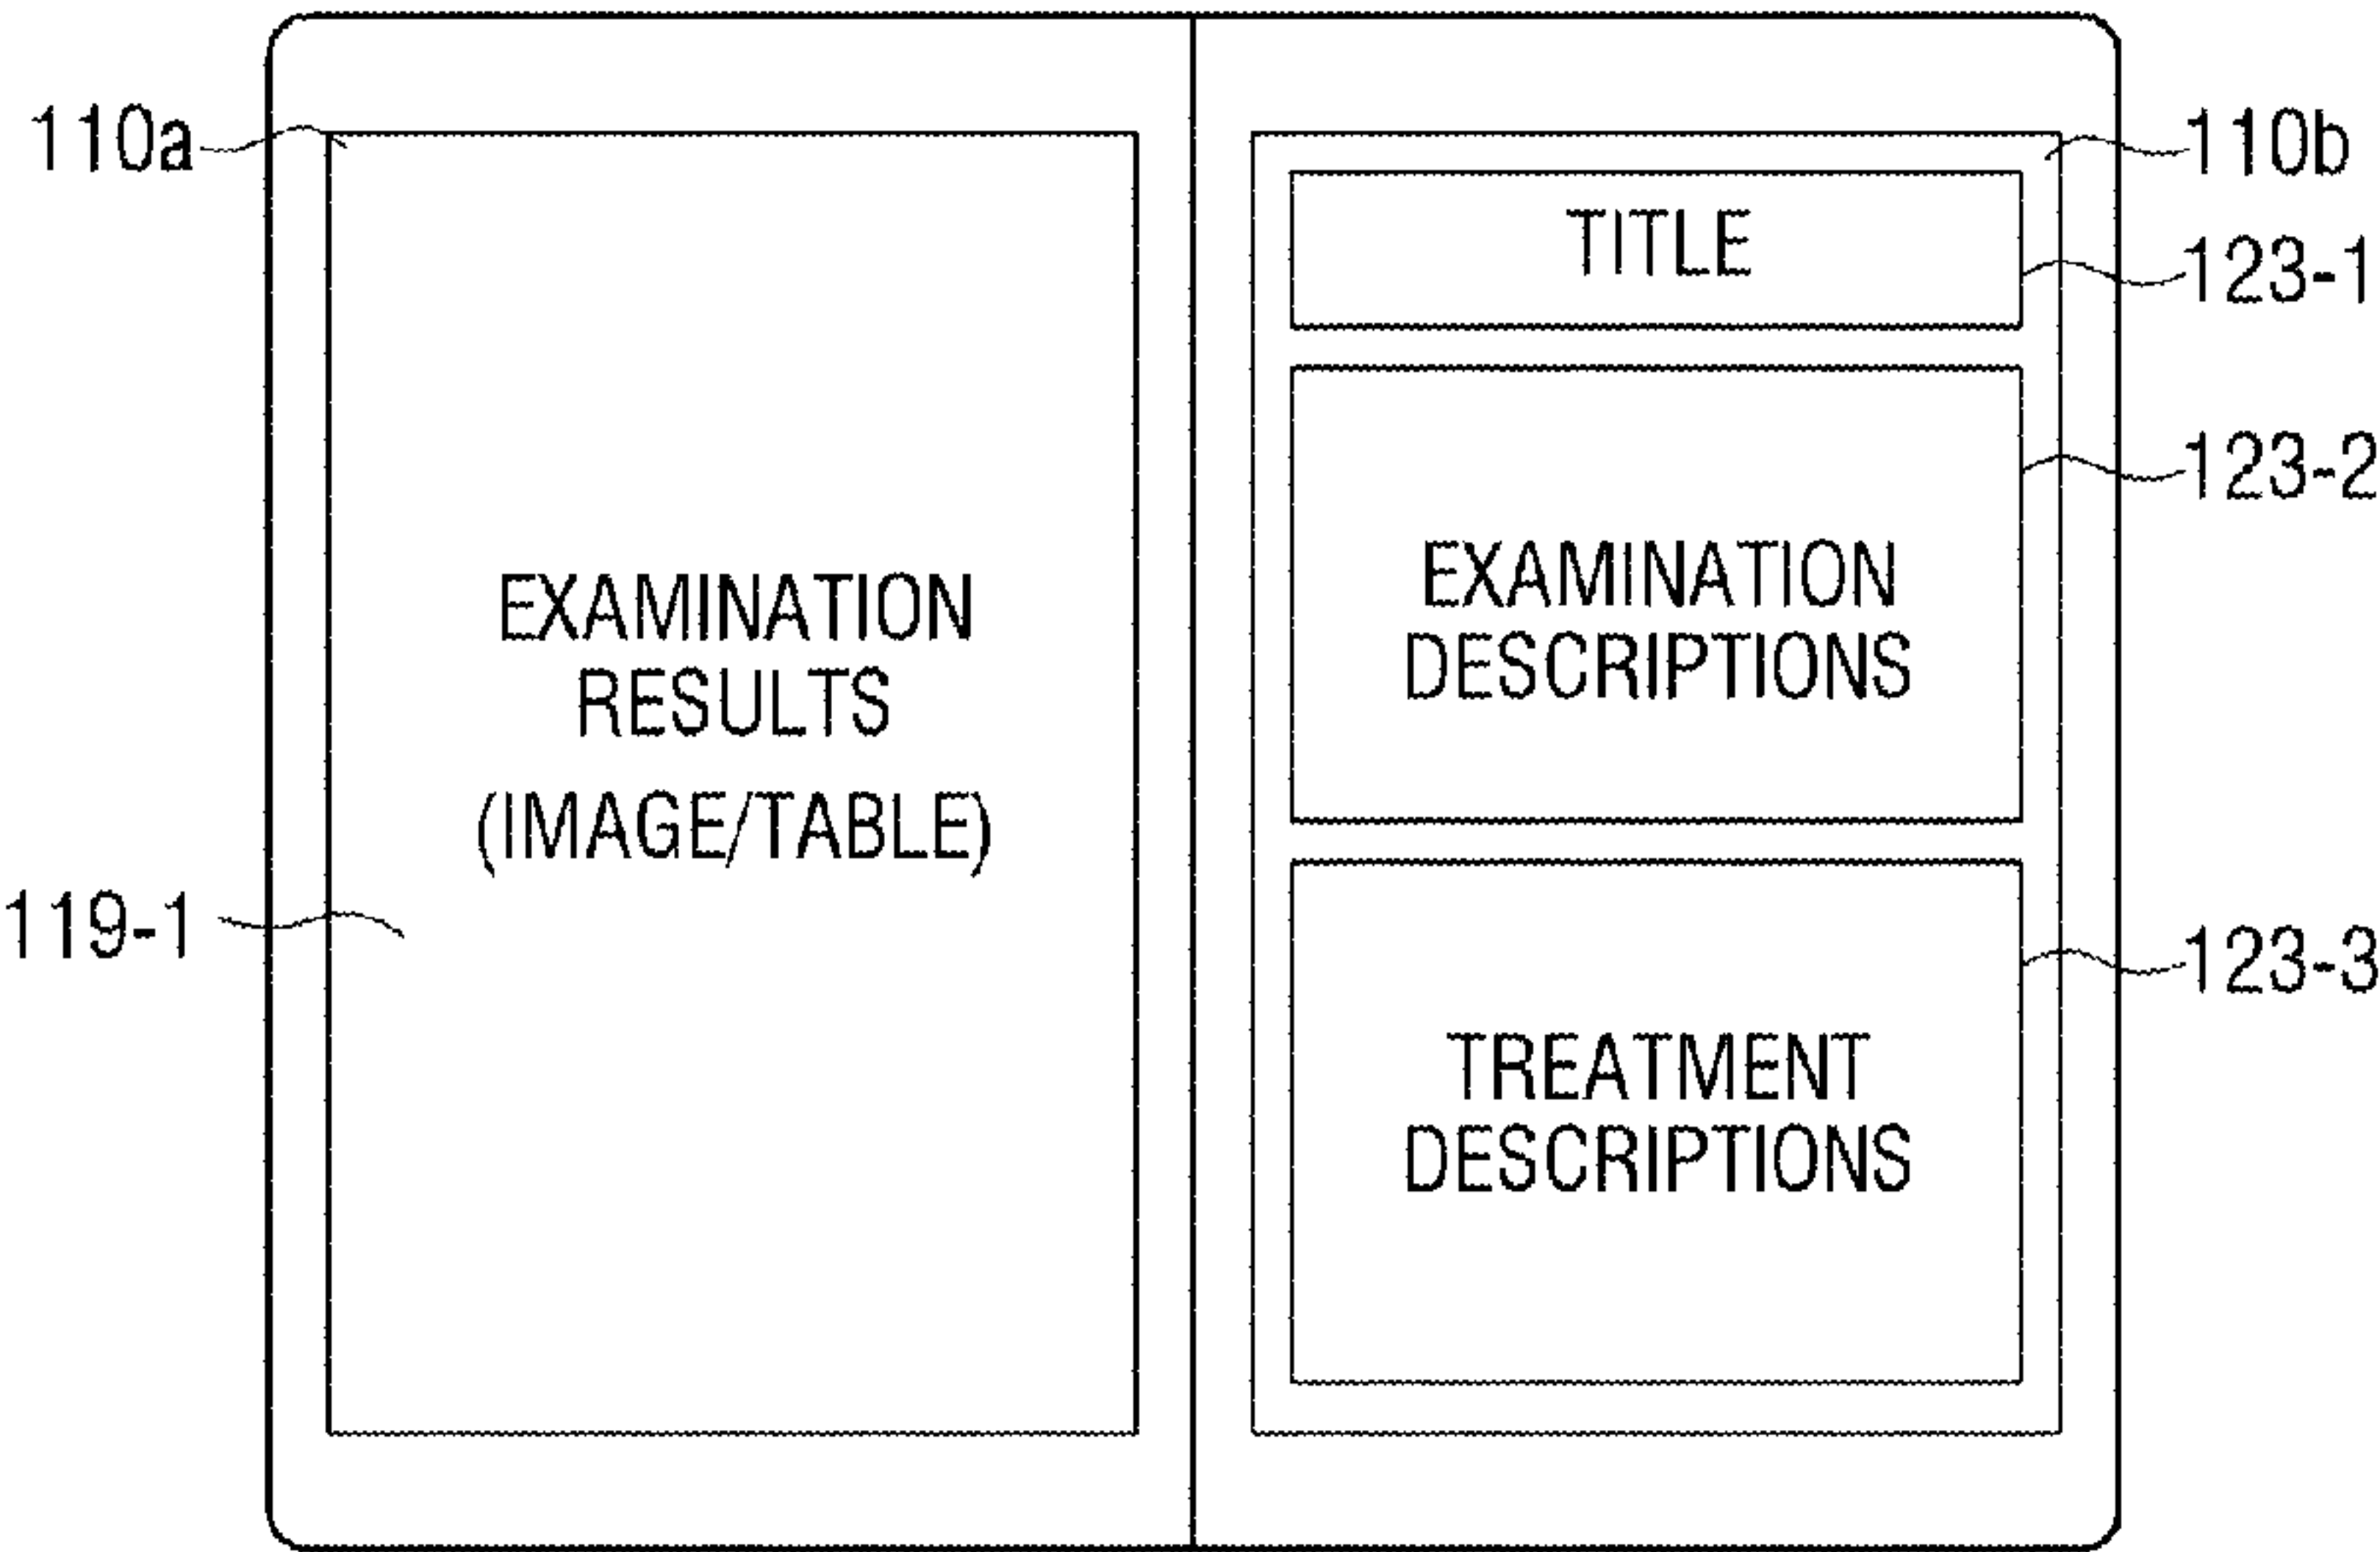 110a
EXAMINATION
RESULTS
(IMAGE/TABLE)
119-1
110b
TITLE
123-1
123-2
EXAMINATION
DESCRIPTIONS
123-3
TREATMENT
DESCRIPTIONS